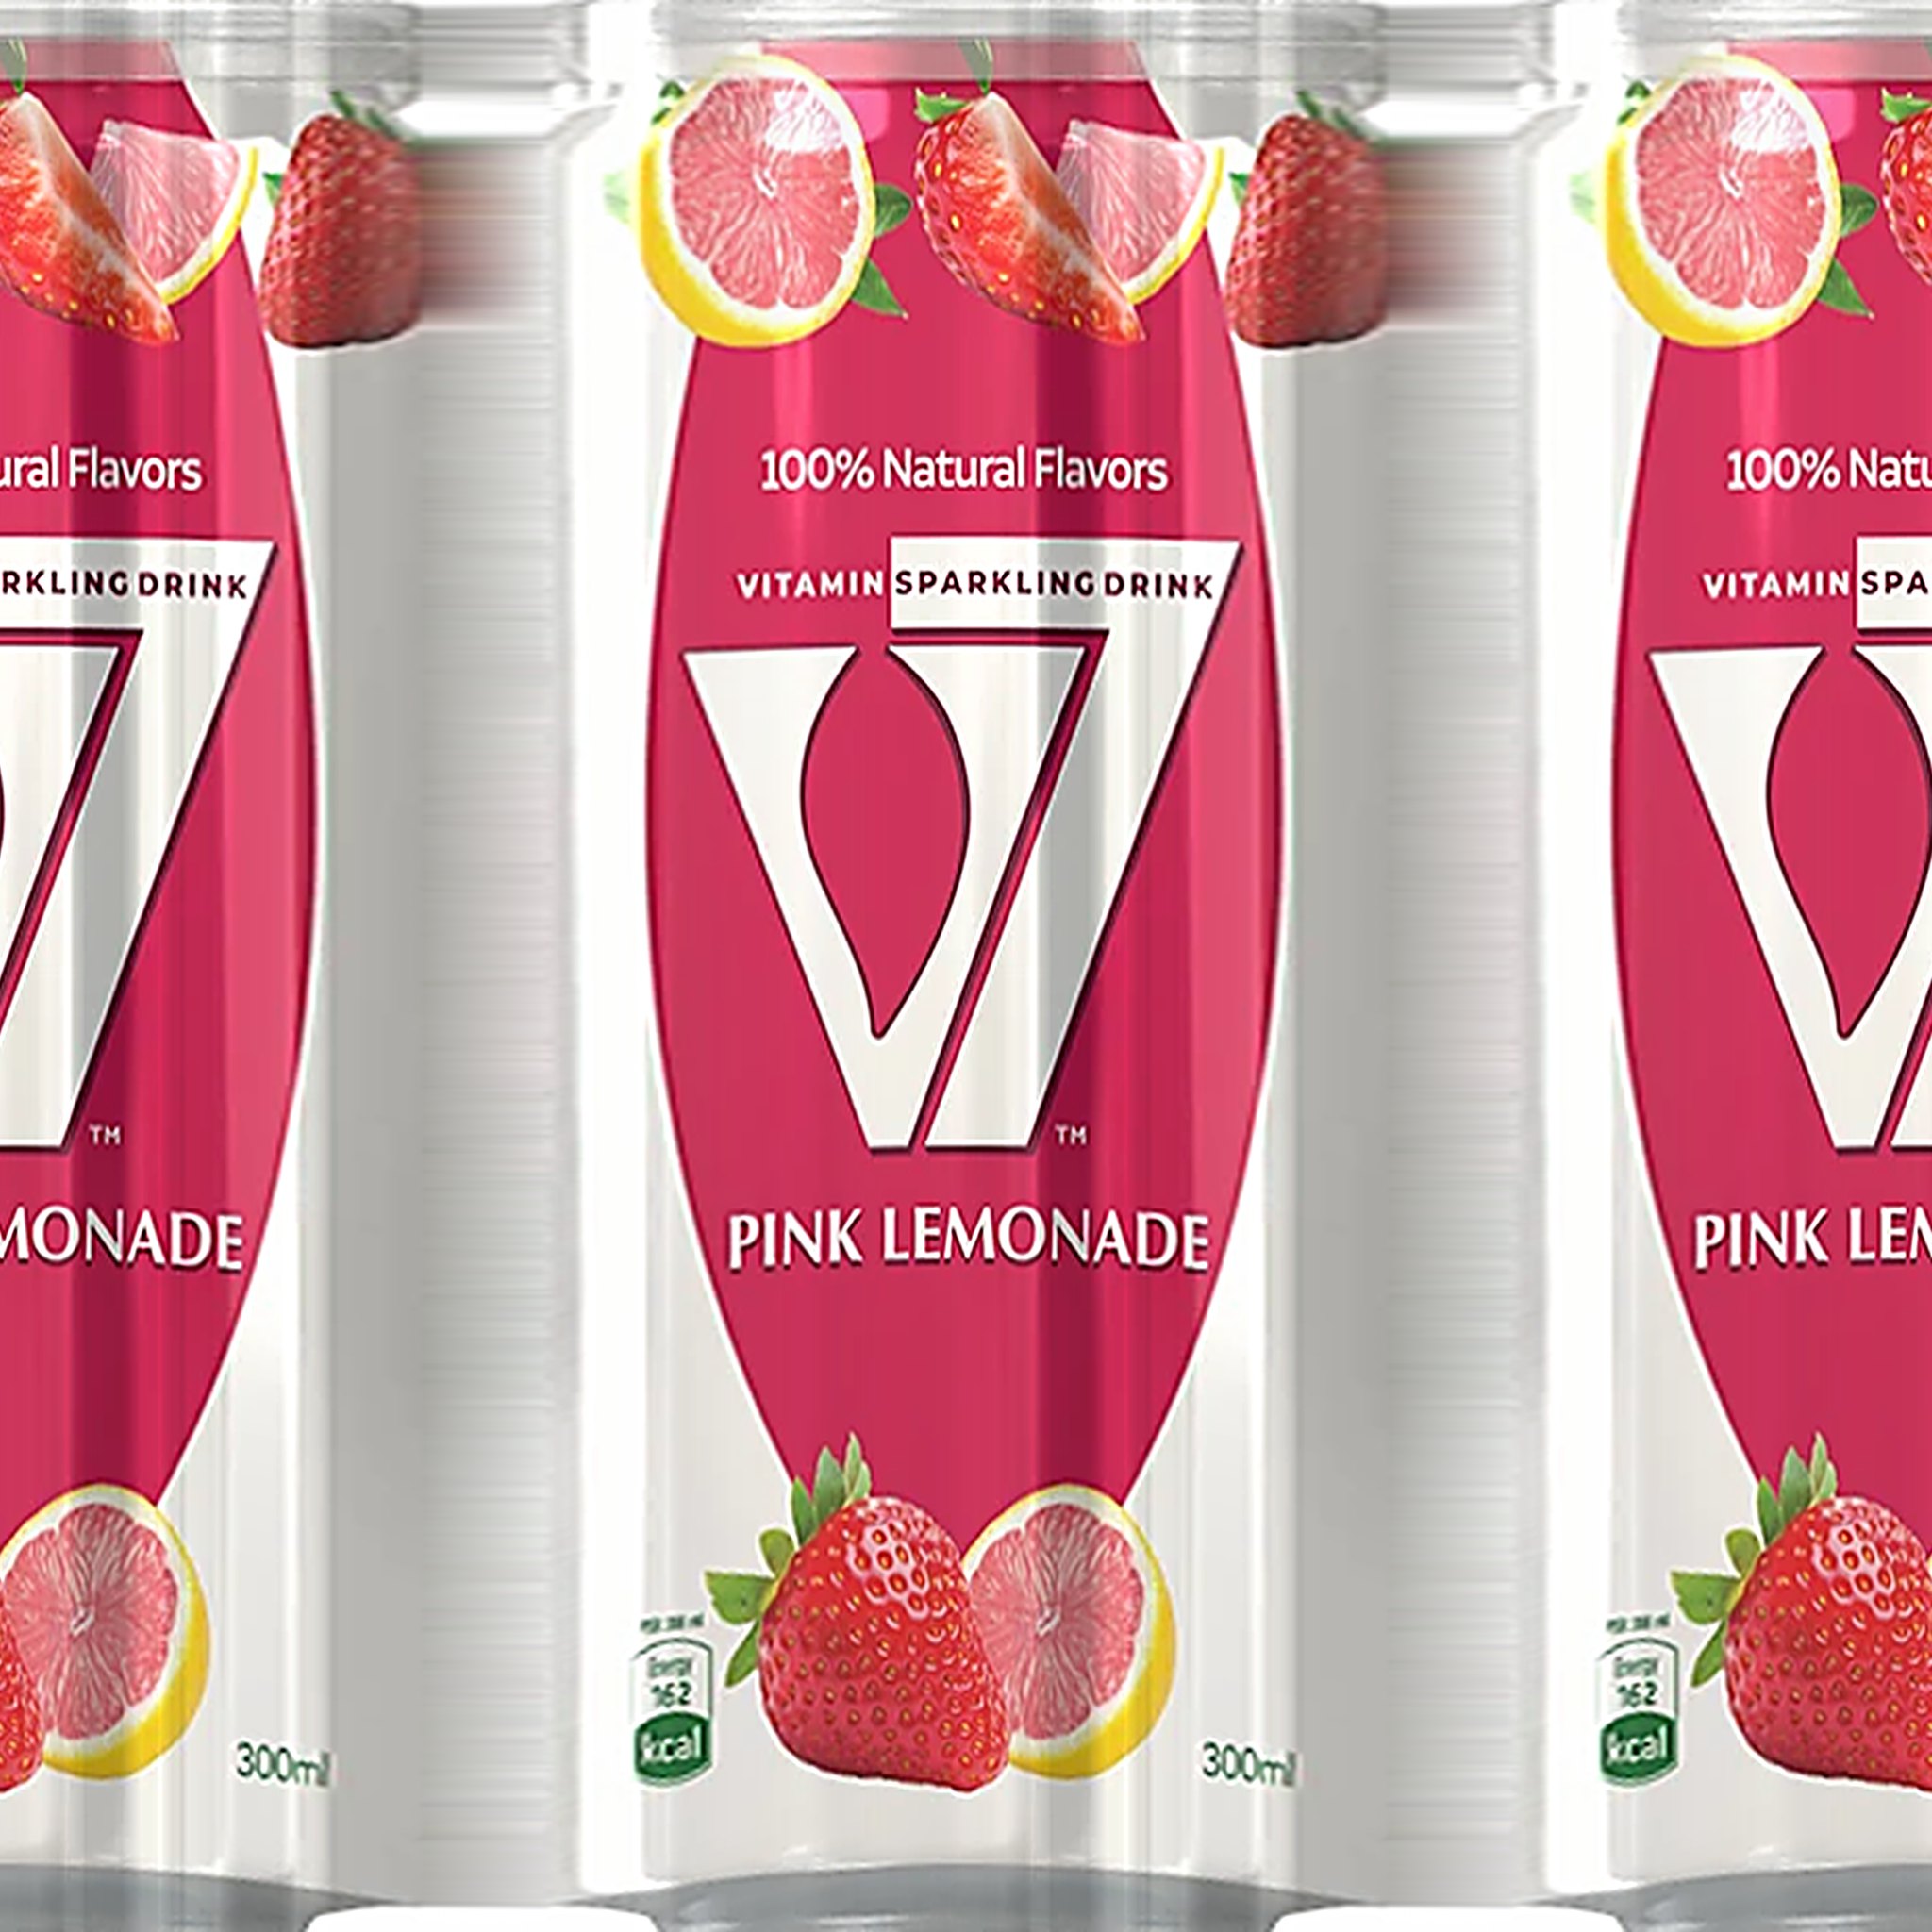 ural Flavors
RKLING DRINK
TM
MONADE
300ml
100% Natural Flavors
VITAMIN SPARKLING DRINK
V7
TM
PINK LEMONADE
Energy
162
kcal
300ml
100% Natu
VITAMIN SPA
PINK LEM
Energy
162
kcal